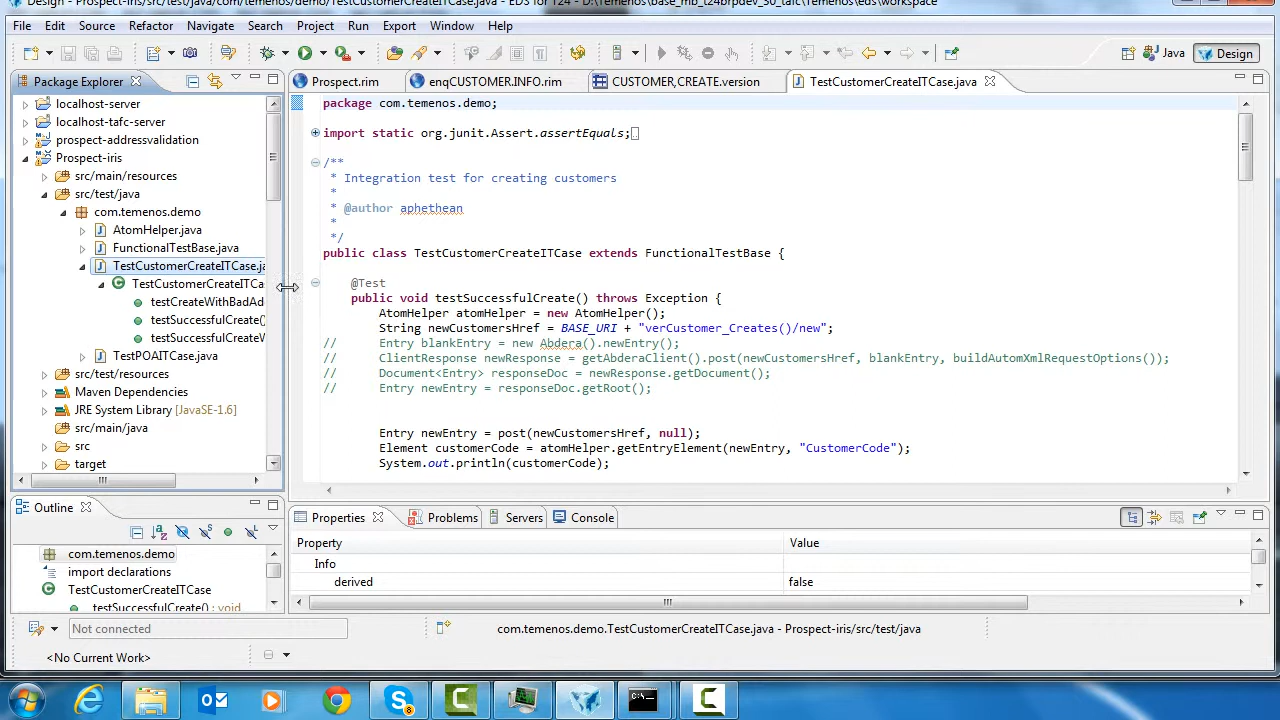 Design - Prospect-iris/src/test/java/com/temenos/demo/TestCustomerCreateITCase.java - EDS for T24 - D:\Temenos\base_mb_t24brpdev_30_tafc\Temenos\eds\workspace
File Edit Source Refactor Navigate Search Project tafc Run Export Window Help
Java Design
Package Explorer
localhost-server
localhost-tafc-server
prospect-addressvalidation
Prospect-iris
src/main/resources
src/test/java
com.temenos.demo
AtomHelper.java
FunctionalTestBase.java
TestCustomerCreateITCase.ja
TestCustomerCreateITCa
testCreateWithBadAd
testSuccessfulCreate()
testSuccessfulCreateW
TestPOAITCase.java
src/test/resources
Maven Dependencies
JRE System Library [JavaSE-1.6]
src/main/java
src
target
Outline
com.temenos.demo
import declarations
TestCustomerCreateITCase
testSuccessfulCreate() : void
Prospect.rim enqCUSTOMER.INFO.rim CUSTOMER,CREATE.version TestCustomerCreateITCase.java
package com.temenos.demo;
import static org.junit.Assert.assertEquals;
/**
* Integration test for creating customers
*
* @author aphethean
*
*/
public class TestCustomerCreateITCase extends FunctionalTestBase {
@Test
public void testSuccessfulCreate() throws Exception {
AtomHelper atomHelper = new AtomHelper();
String newCustomersHref = BASE_URI + "verCustomer_Creates()/new";
// Entry blankEntry = new Abdera().newEntry();
// ClientResponse newResponse = getAbderaClient().post(newCustomersHref, blankEntry, buildAutomXmlRequestOptions());
// Document<Entry> responseDoc = newResponse.getDocument();
// Entry newEntry = responseDoc.getRoot();
Entry newEntry = post(newCustomersHref, null);
Element customerCode = atomHelper.getEntryElement(newEntry, "CustomerCode");
System.out.println(customerCode);
Properties Problems Servers Console
Property Value
Info
derived false
Not connected
com.temenos.demo.TestCustomerCreateITCase.java - Prospect-iris/src/test/java
<No Current Work>